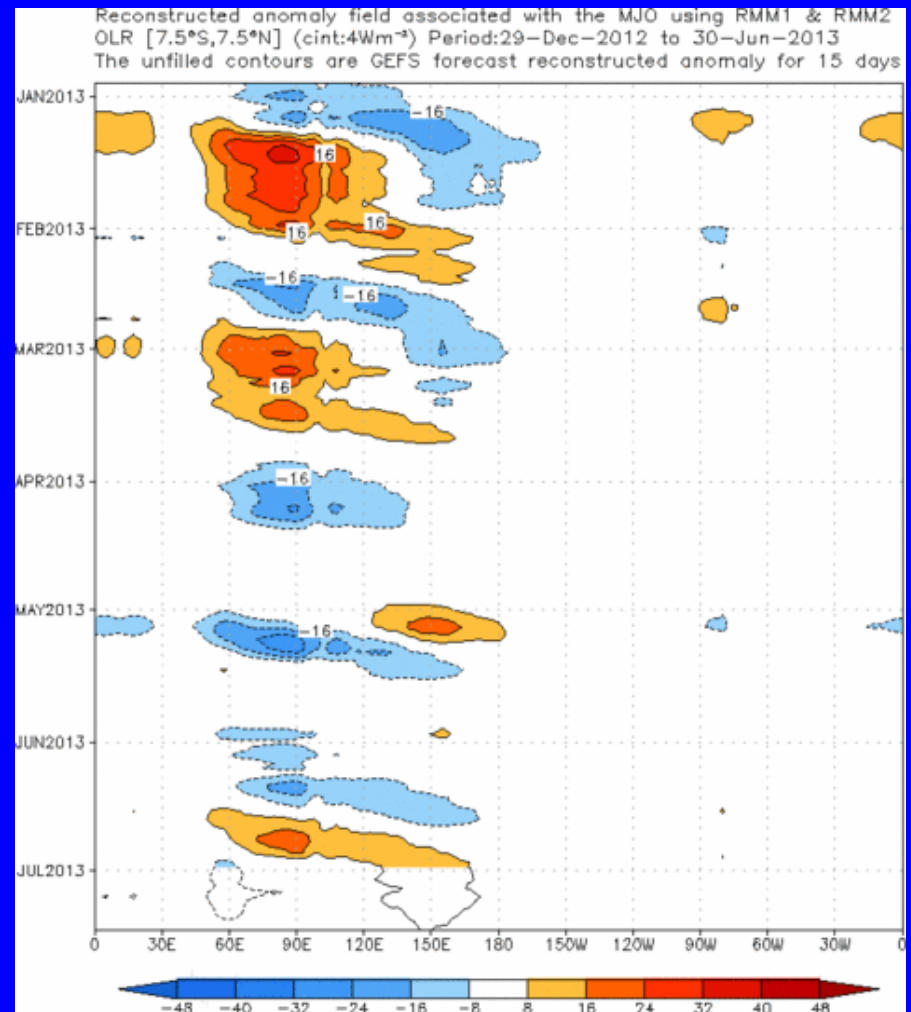 Reconstructed anomaly field associated with the MJO using RMM1 & RMM2
OLR [7.5°S,7.5°N] (cint:4Wm⁻²) Period:29-Dec-2012 to 30-Jun-2013
The unfilled contours are GEFS forecast reconstructed anomaly for 15 days
JAN2013
-16
16
FEB2013
16
16
-16
-16
MAR2013
16
APR2013
-16
MAY2013
-16
JUN2013
JUL2013
0 30E 60E 90E 120E 150E 180 150W 120W 90W 60W 30W 0
-48 -40 -32 -24 -16 -8 8 16 24 32 40 48